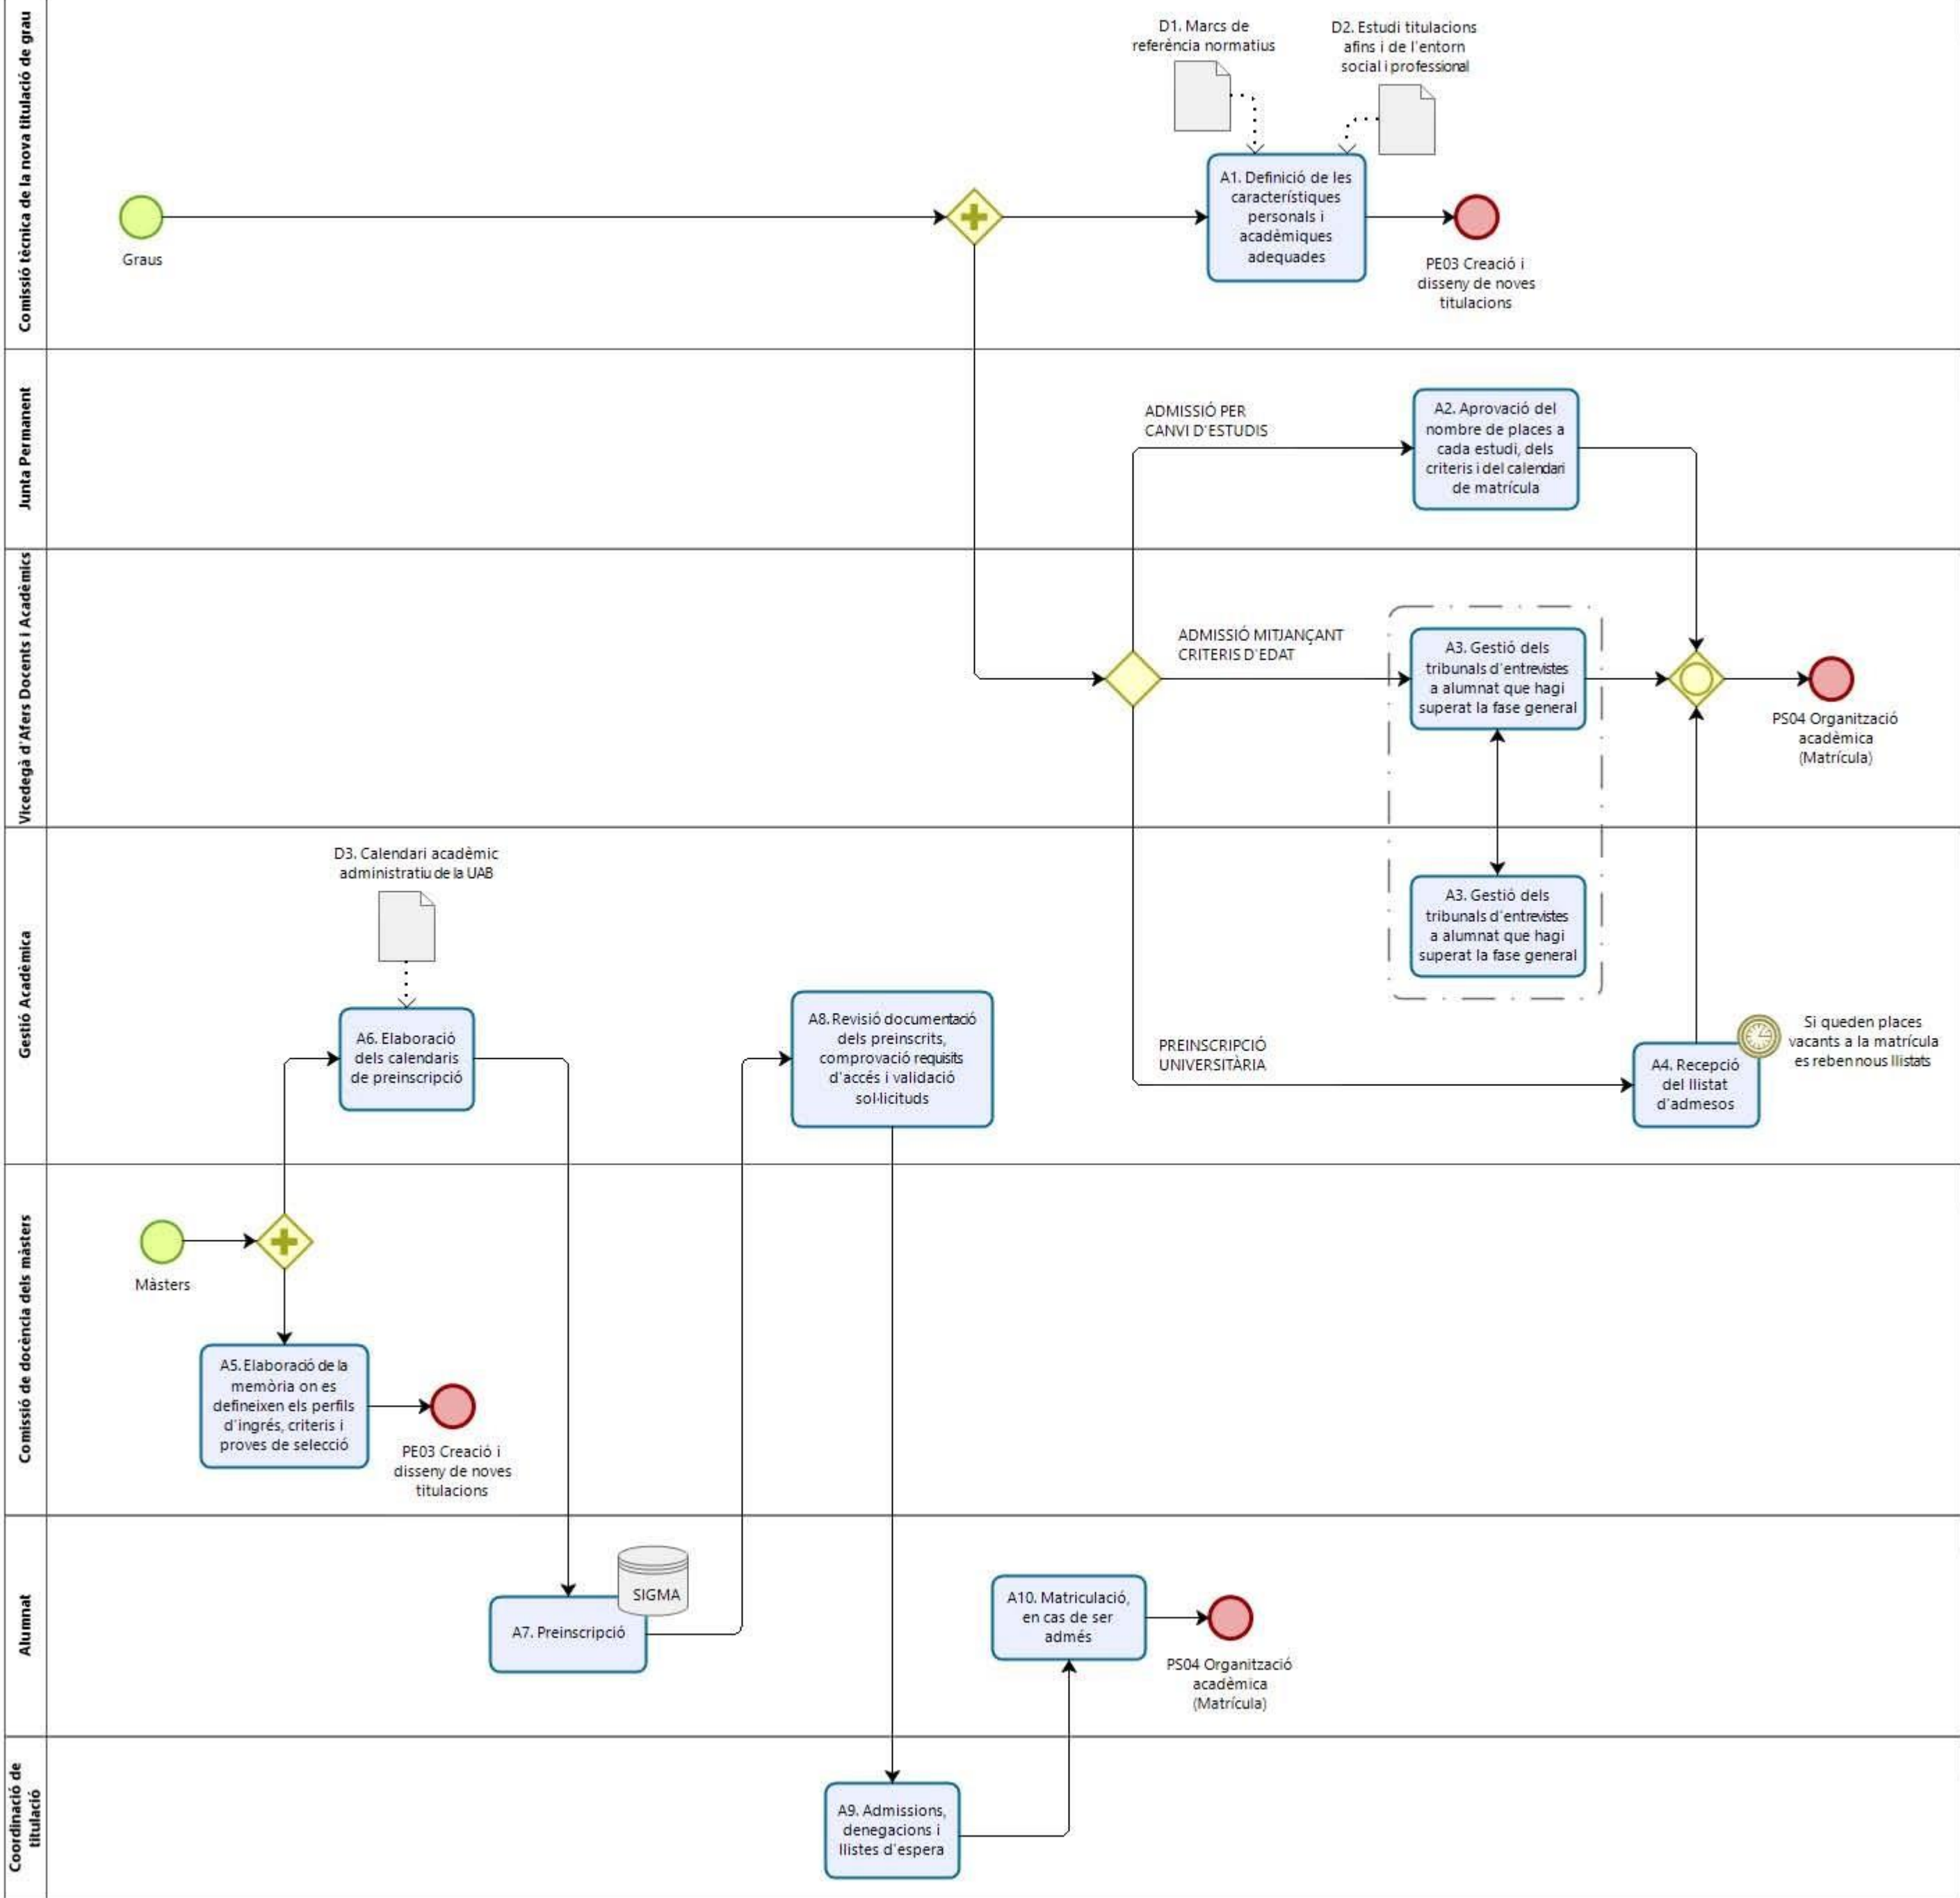 Comissió tècnica de la nova titulació de grau
D1. Marcs de
referència normatius
D2. Estudi titulacions
afins i de l'entorn
social i professional
Graus
A1. Definició de les
característiques
personals i
acadèmiques
adequades
PE03 Creació i
disseny de noves
titulacions
Junta Permanent
ADMISSIÓ PER
CANVI D'ESTUDIS
A2. Aprovació del
nombre de places a
cada estudi, dels
criteris i del calendari
de matrícula
Vicedegà d'Afers Docents i Acadèmics
ADMISSIÓ MITJANÇANT
CRITERIS D'EDAT
A3. Gestió dels
tribunals d'entrevistes
a alumnat que hagi
superat la fase general
PS04 Organització
acadèmica
(Matrícula)
Gestió Acadèmica
D3. Calendari acadèmic
administratiu de la UAB
A6. Elaboració
dels calendaris
de preinscripció
A8. Revisió documentació
dels preinscrits,
comprovació requisits
d'accés i validació
sol·licituds
A3. Gestió dels
tribunals d'entrevistes
a alumnat que hagi
superat la fase general
PREINSCRIPCIÓ
UNIVERSITÀRIA
A4. Recepció
del llistat
d'admesos
Si queden places
vacants a la matrícula
es reben nous llistats
Comissió de docència dels màsters
Màsters
A5. Elaboració de la
memòria on es
defineixen els perfils
d'ingrés, criteris i
proves de selecció
PE03 Creació i
disseny de noves
titulacions
Alumnat
SIGMA
A7. Preinscripció
A10. Matriculació,
en cas de ser
admés
PS04 Organització
acadèmica
(Matrícula)
Coordinació de
titulació
A9. Admissions,
denegacions i
llistes d'espera